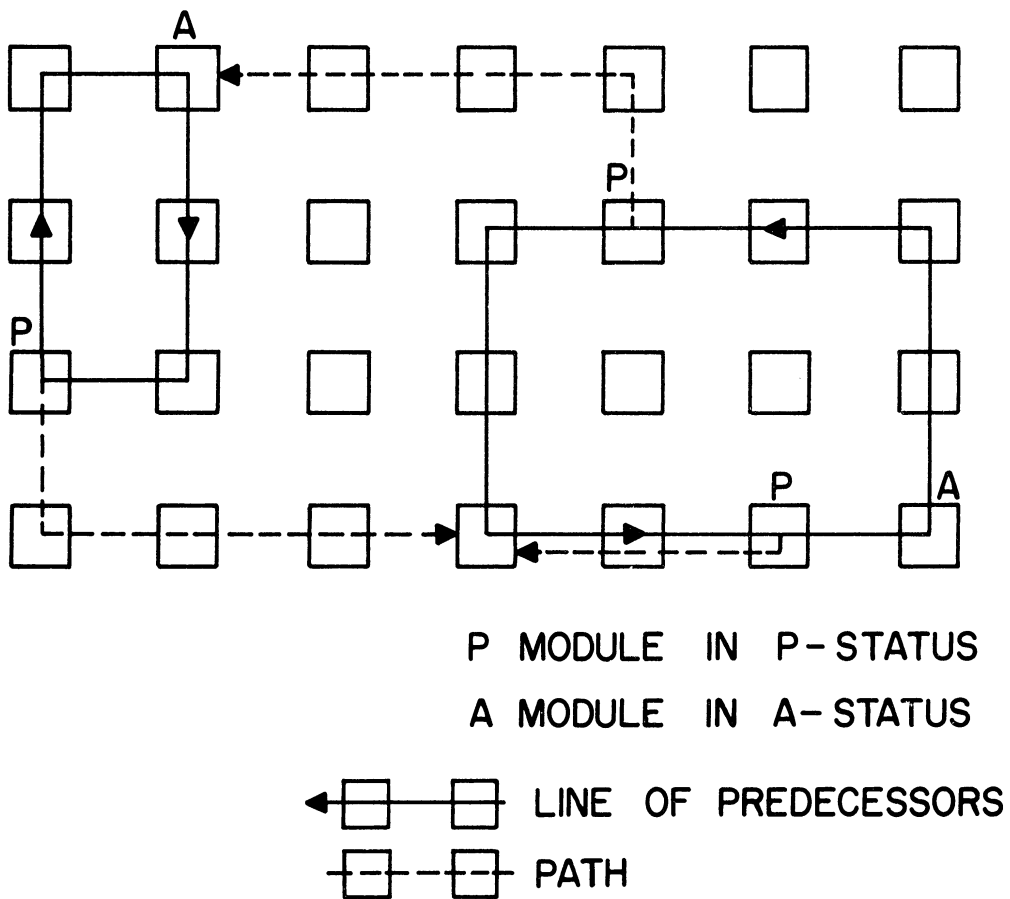 A
P
P
P
A
P MODULE IN P-STATUS
A MODULE IN A-STATUS
LINE OF PREDECESSORS
PATH